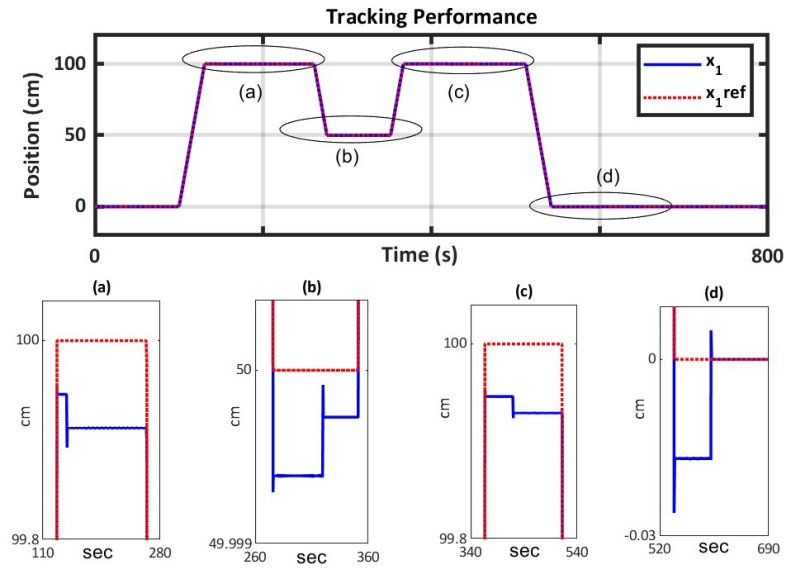 Tracking Performance
Position (cm)
100
50
0
x1
x1ref
(a)
(b)
(c)
(d)
0
Time (s)
800
(a)
100
cm
99.8
110
sec
280
(b)
50
cm
49.999
260
sec
360
(c)
100
cm
99.8
340
sec
540
(d)
0
cm
-0.03
520
sec
690